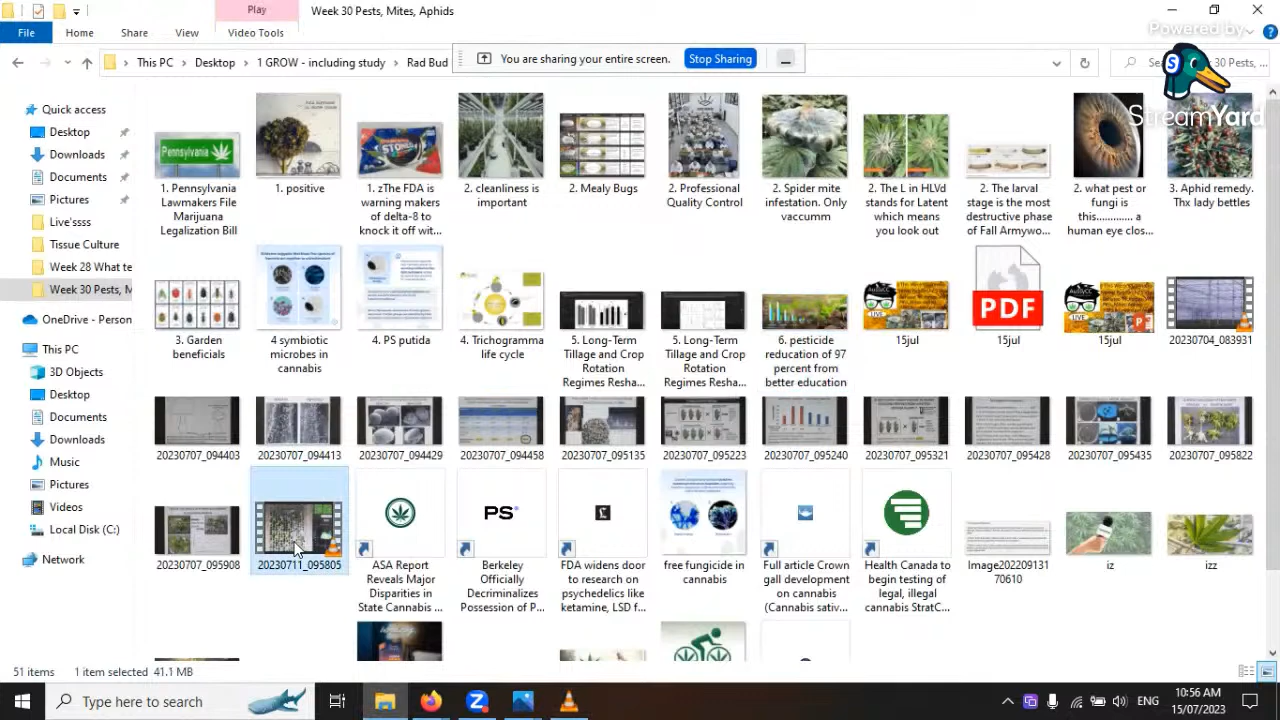 Play
Week 30 Pests, Mites, Aphids
File
Home
Share
View
Video Tools
Powered by
This PC
Desktop
1 GROW - including study
Rad Bud
You are sharing your entire screen.
Stop Sharing
30 Pests, ...
StreamYard
Quick access
Desktop
Downloads
Documents
Pictures
Live'ssss
Tissue Culture
Week 28 What te
Week 30 Pests, M
OneDrive - Person
This PC
3D Objects
Desktop
Documents
Downloads
Music
Pictures
Videos
Local Disk (C:)
Network
Pennsylvania
1. Pennsylvania
Lawmakers File
Marijuana
Legalization Bill
1. positive
1. zThe FDA is
warning makers
of delta-8 to
knock it off wit...
2. cleanliness is
important
2. Mealy Bugs
2. Professional
Quality Control
2. Spider mite
infestation. Only
vaccumm
2. The L in HLVd
stands for Latent
which means
you look out
2. The larval
stage is the most
destructive phase
of Fall Armywo...
2. what pest or
fungi is
this............ a
human eye clos...
3. Aphid remedy.
Thx lady bettles
3. Garden
beneficials
4 symbiotic
microbes in
cannabis
4. PS putida
4. Trichogramma
life cycle
5. Long-Term
Tillage and Crop
Rotation
Regimes Resha...
5. Long-Term
Tillage and Crop
Rotation
Regimes Resha...
6. pesticide
reducation of 97
percent from
better education
LIVE
15jul
PDF
15jul
LIVE
15jul
20230704_083931
20230707_094403
20230707_094413
20230707_094429
20230707_094458
20230707_095135
20230707_095223
20230707_095240
20230707_095321
20230707_095428
20230707_095435
20230707_095822
20230707_095908
20230711_095805
ASA Report
Reveals Major
Disparities in
State Cannabis ...
PS
Berkeley
Officially
Decriminalizes
Possession of P...
FDA widens door
to research on
psychedelics like
ketamine, LSD f...
free fungicide in
cannabis
Full article Crown
gall development
on cannabis
(Cannabis sativ...
Health Canada to
begin testing of
legal, illegal
cannabis StratC...
Image202209131
70610
iz
izz
51 items
1 item selected 41.1 MB
Type here to search
ENG
10:56 AM
15/07/2023